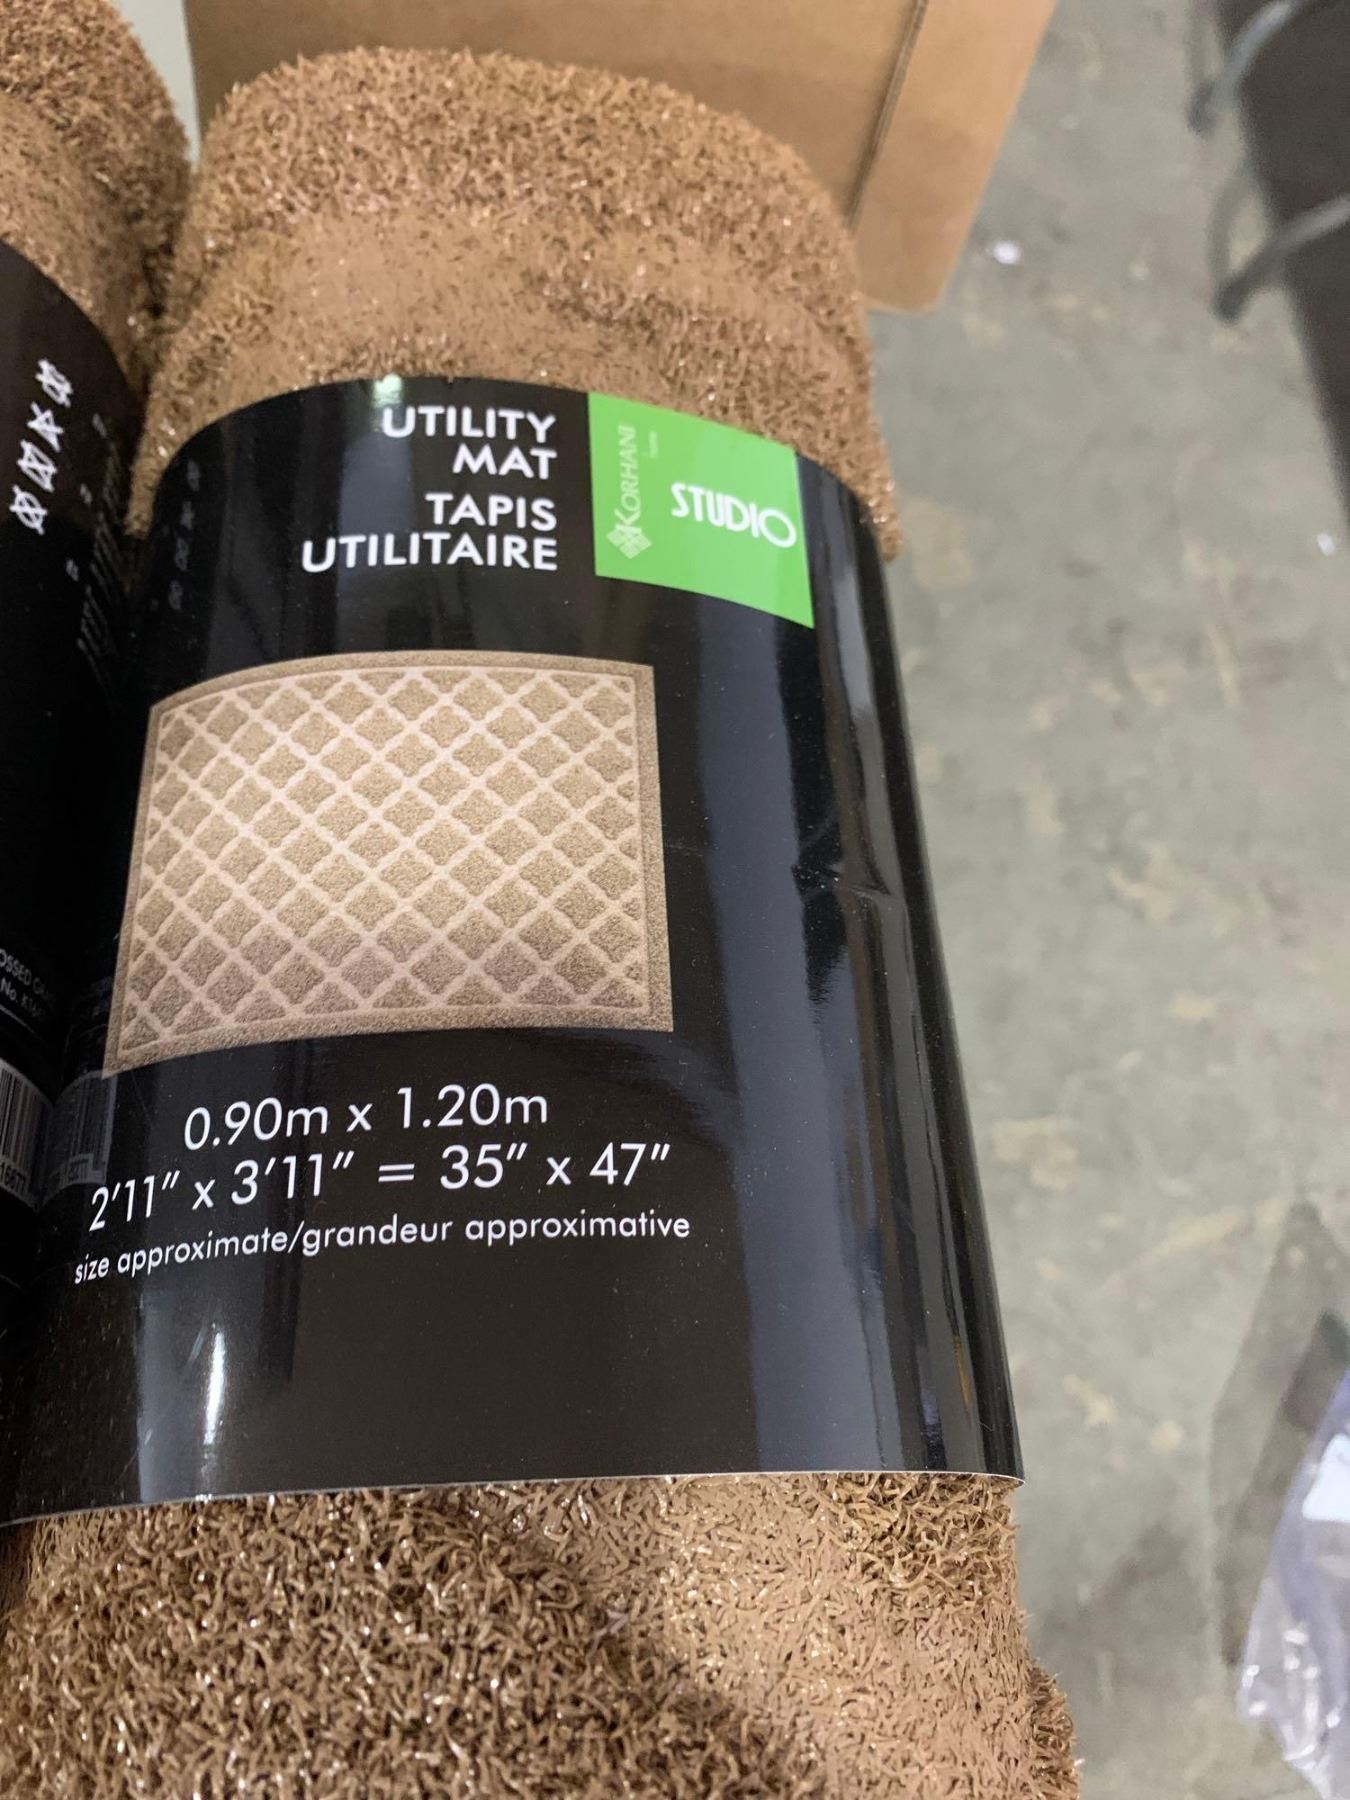 UTILITY
MAT
TAPIS
UTILITAIRE
KORHANI
home
STUDIO
0.90m x 1.20m
2'11" x 3'11" = 35" x 47"
size approximate/grandeur approximative